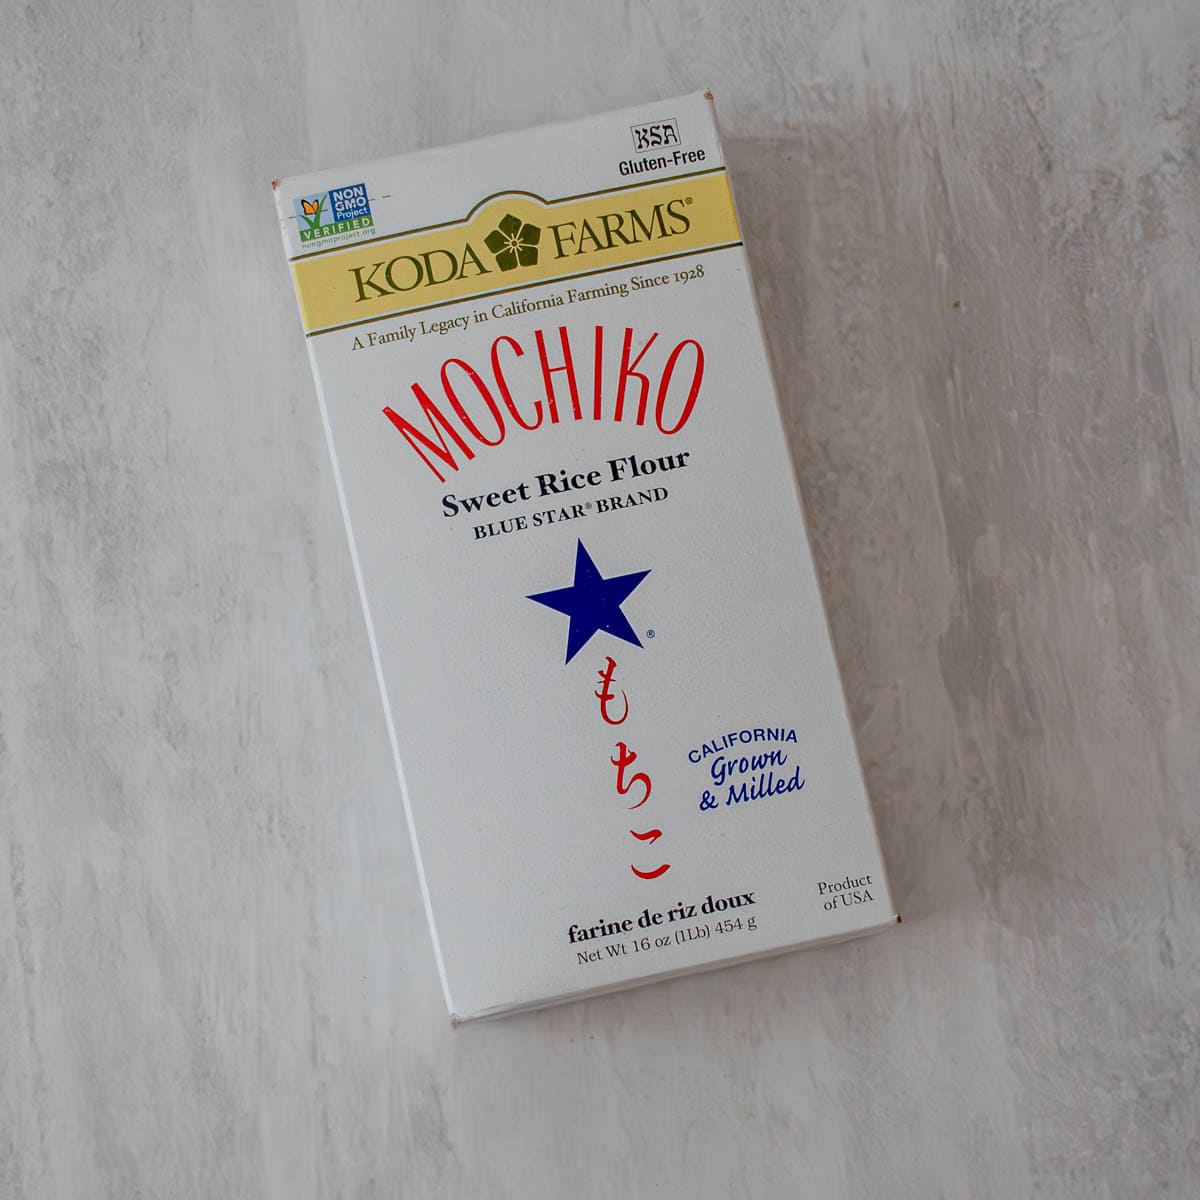 KSA
Gluten-Free
NON
GMO
Project
VERIFIED
nongmoproject.org
KODA FARMS®
A Family Legacy in California Farming Since 1928
MOCHIKO
Sweet Rice Flour
BLUE STAR® BRAND
®
もちこ
CALIFORNIA
Grown
& Milled
farine de riz doux
Net Wt 16 oz (1Lb) 454 g
Product
of USA